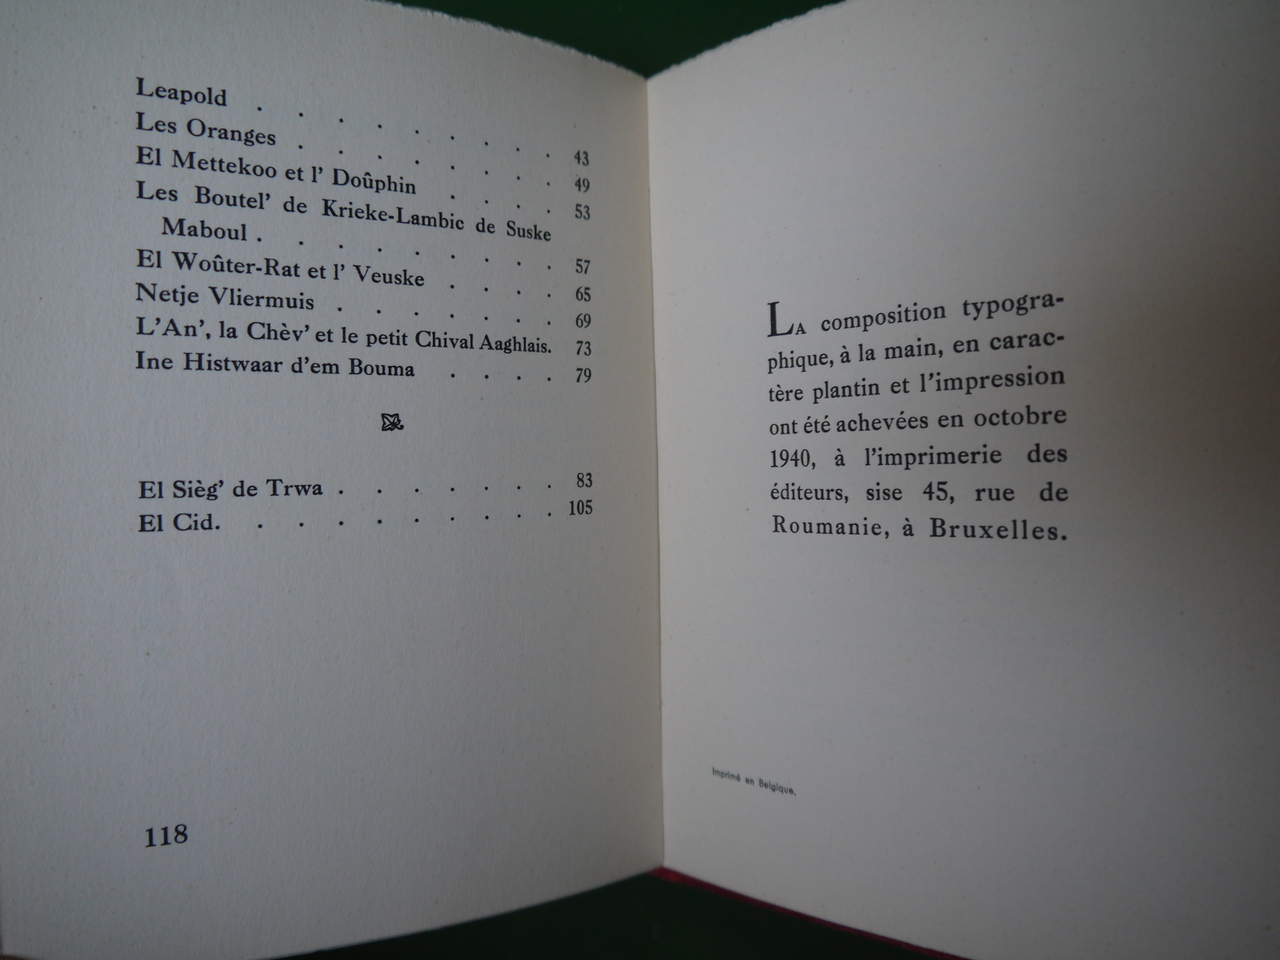 Leapold . . . . . . . . 43
Les Oranges . . . . . . . 49
El Mettekoo et l' Doûphin . . . . 53
Les Boutel' de Krieke-Lambic de Suske
Maboul . . . . . . . . 57
El Woûter-Rat et l' Veuske . . . . 65
Netje Vliermuis . . . . . . 69
L'An', la Chèv' et le petit Chival Aaghlais. 73
Ine Histwaar d'em Bouma . . . . 79
El Sièg' de Trwa . . . . . . . 83
El Cid. . . . . . . . . . 105
118
La composition typogra-
phique, à la main, en carac-
tère plantin et l'impression
ont été achevées en octobre
1940, à l'imprimerie des
éditeurs, sise 45, rue de
Roumanie, à Bruxelles.
Imprimé en Belgique.